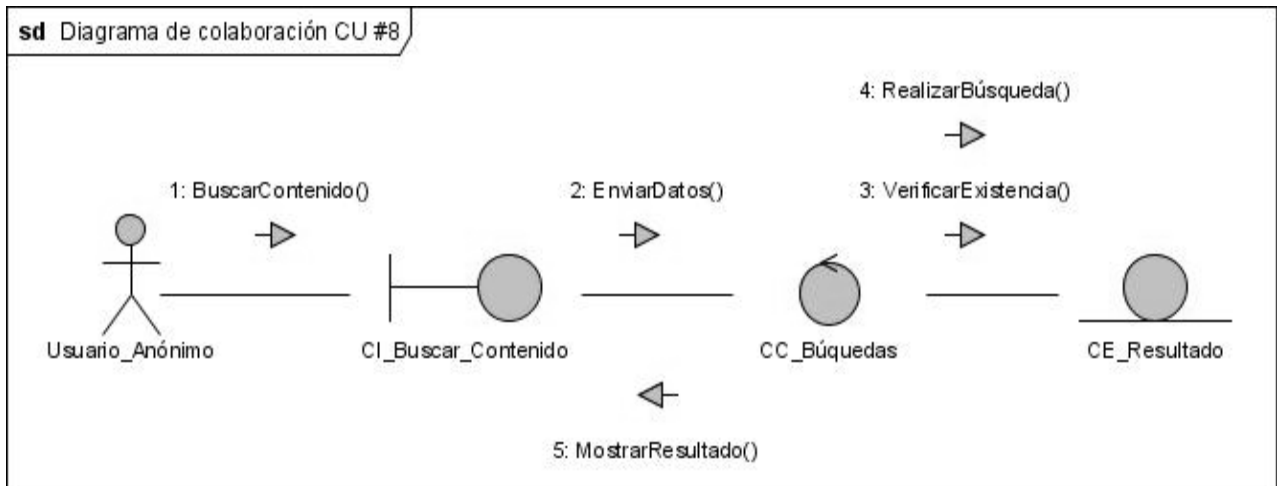 sd Diagrama de colaboración CU #8
4: RealizarBúsqueda()
1: BuscarContenido()
2: EnviarDatos()
3: VerificarExistencia()
Usuario_Anónimo
CI_Buscar_Contenido
CC_Búquedas
CE_Resultado
5: MostrarResultado()